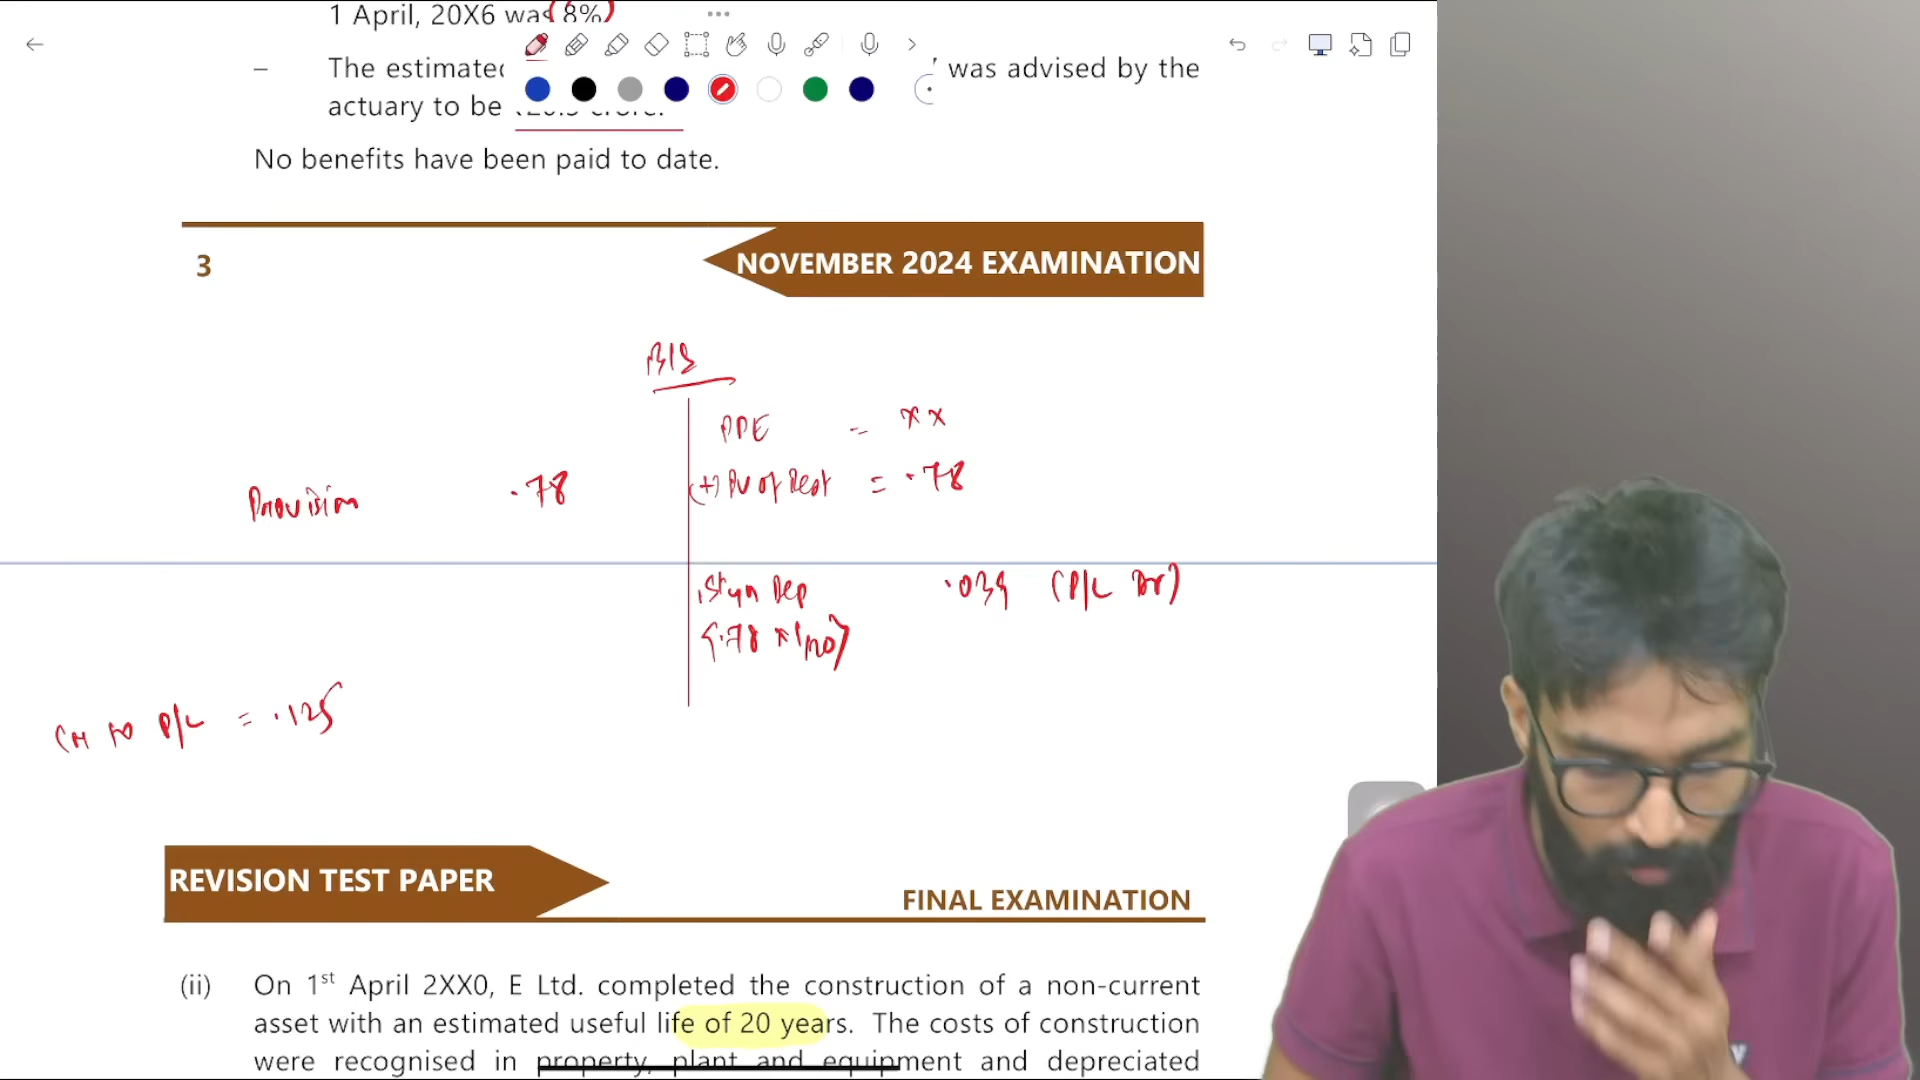 1 April, 20X6 was (8%)
– The estimated was advised by the
actuary to be crore.
No benefits have been paid to date.
3
NOVEMBER 2024 EXAMINATION
B/S
PPE = xx
Provision .78
(+) PV of Rest = .78
1st yr Dep .039 (P/L Dr)
{.78 x 1/20}
to P/L = .125
REVISION TEST PAPER
FINAL EXAMINATION
(ii) On 1st April 2XX0, E Ltd. completed the construction of a non-current
asset with an estimated useful life of 20 years. The costs of construction
were recognised in property, plant and equipment and depreciated